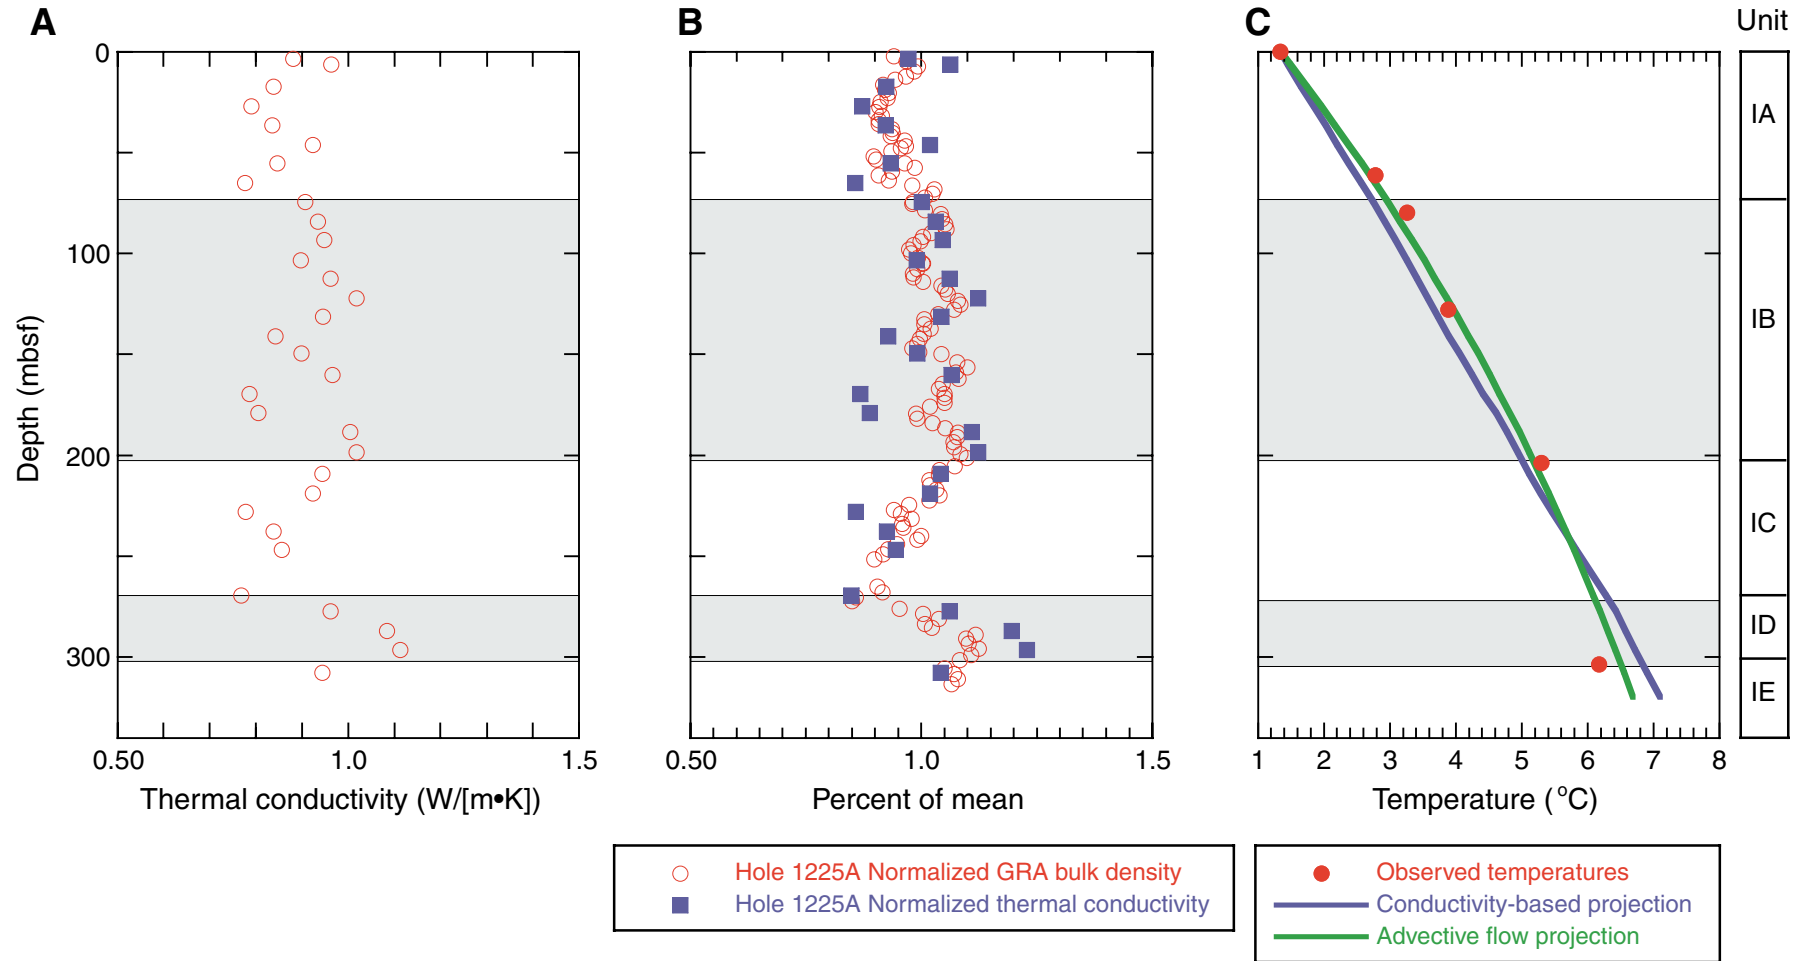 A
B
C
Unit
0
100
200
300
Depth (mbsf)
0.50
1.0
1.5
Thermal conductivity (W/[m•K])
0.50
1.0
1.5
Percent of mean
1
2
3
4
5
6
7
8
Temperature (°C)
IA
IB
IC
ID
IE
Hole 1225A Normalized GRA bulk density
Hole 1225A Normalized thermal conductivity
Observed temperatures
Conductivity-based projection
Advective flow projection